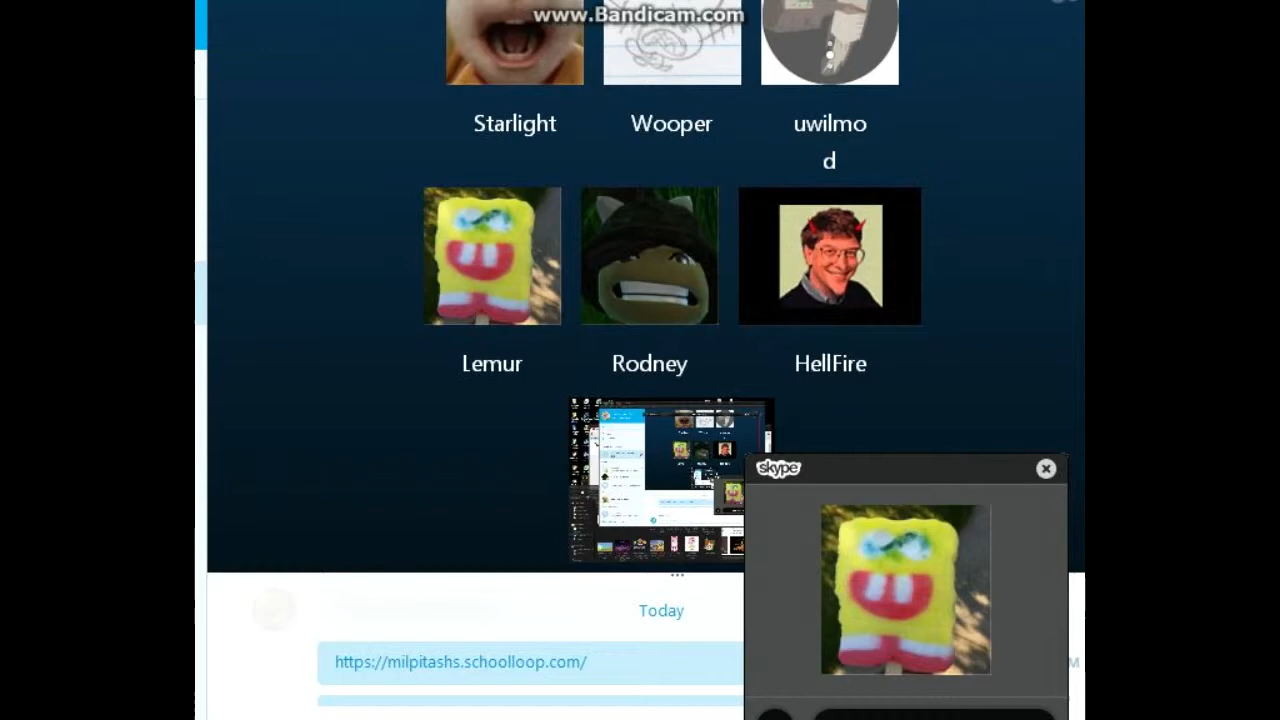 www.Bandicam.com
Starlight
Wooper
uwilmo
d
Lemur
Rodney
HellFire
skype
Today
https://milpitashs.schoolloop.com/
M